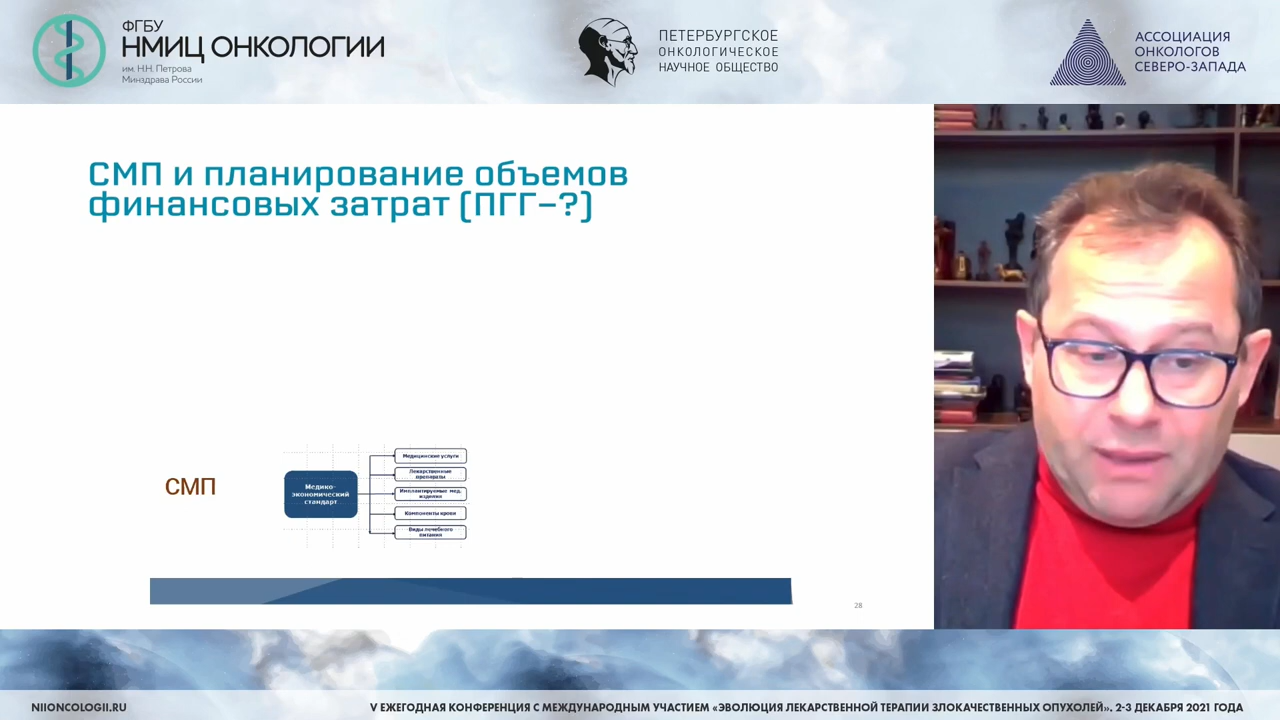 ФГБУ
НМИЦ ОНКОЛОГИИ
им. Н.Н. Петрова
Минздрава России
ПЕТЕРБУРГСКОЕ
ОНКОЛОГИЧЕСКОЕ
НАУЧНОЕ ОБЩЕСТВО
АССОЦИАЦИЯ
ОНКОЛОГОВ
СЕВЕРО-ЗАПАДА
СМП и планирование объемов
финансовых затрат (ПГГ–?)
СМП
Медико-
экономический
стандарт
Медицинские услуги
Лекарственные
препараты
Имплантируемые мед.
изделия
Компоненты крови
Виды лечебного
питания
28
NIIONCOLOGII.RU
V ЕЖЕГОДНАЯ КОНФЕРЕНЦИЯ С МЕЖДУНАРОДНЫМ УЧАСТИЕМ «ЭВОЛЮЦИЯ ЛЕКАРСТВЕННОЙ ТЕРАПИИ ЗЛОКАЧЕСТВЕННЫХ ОПУХОЛЕЙ». 2-3 ДЕКАБРЯ 2021 ГОДА